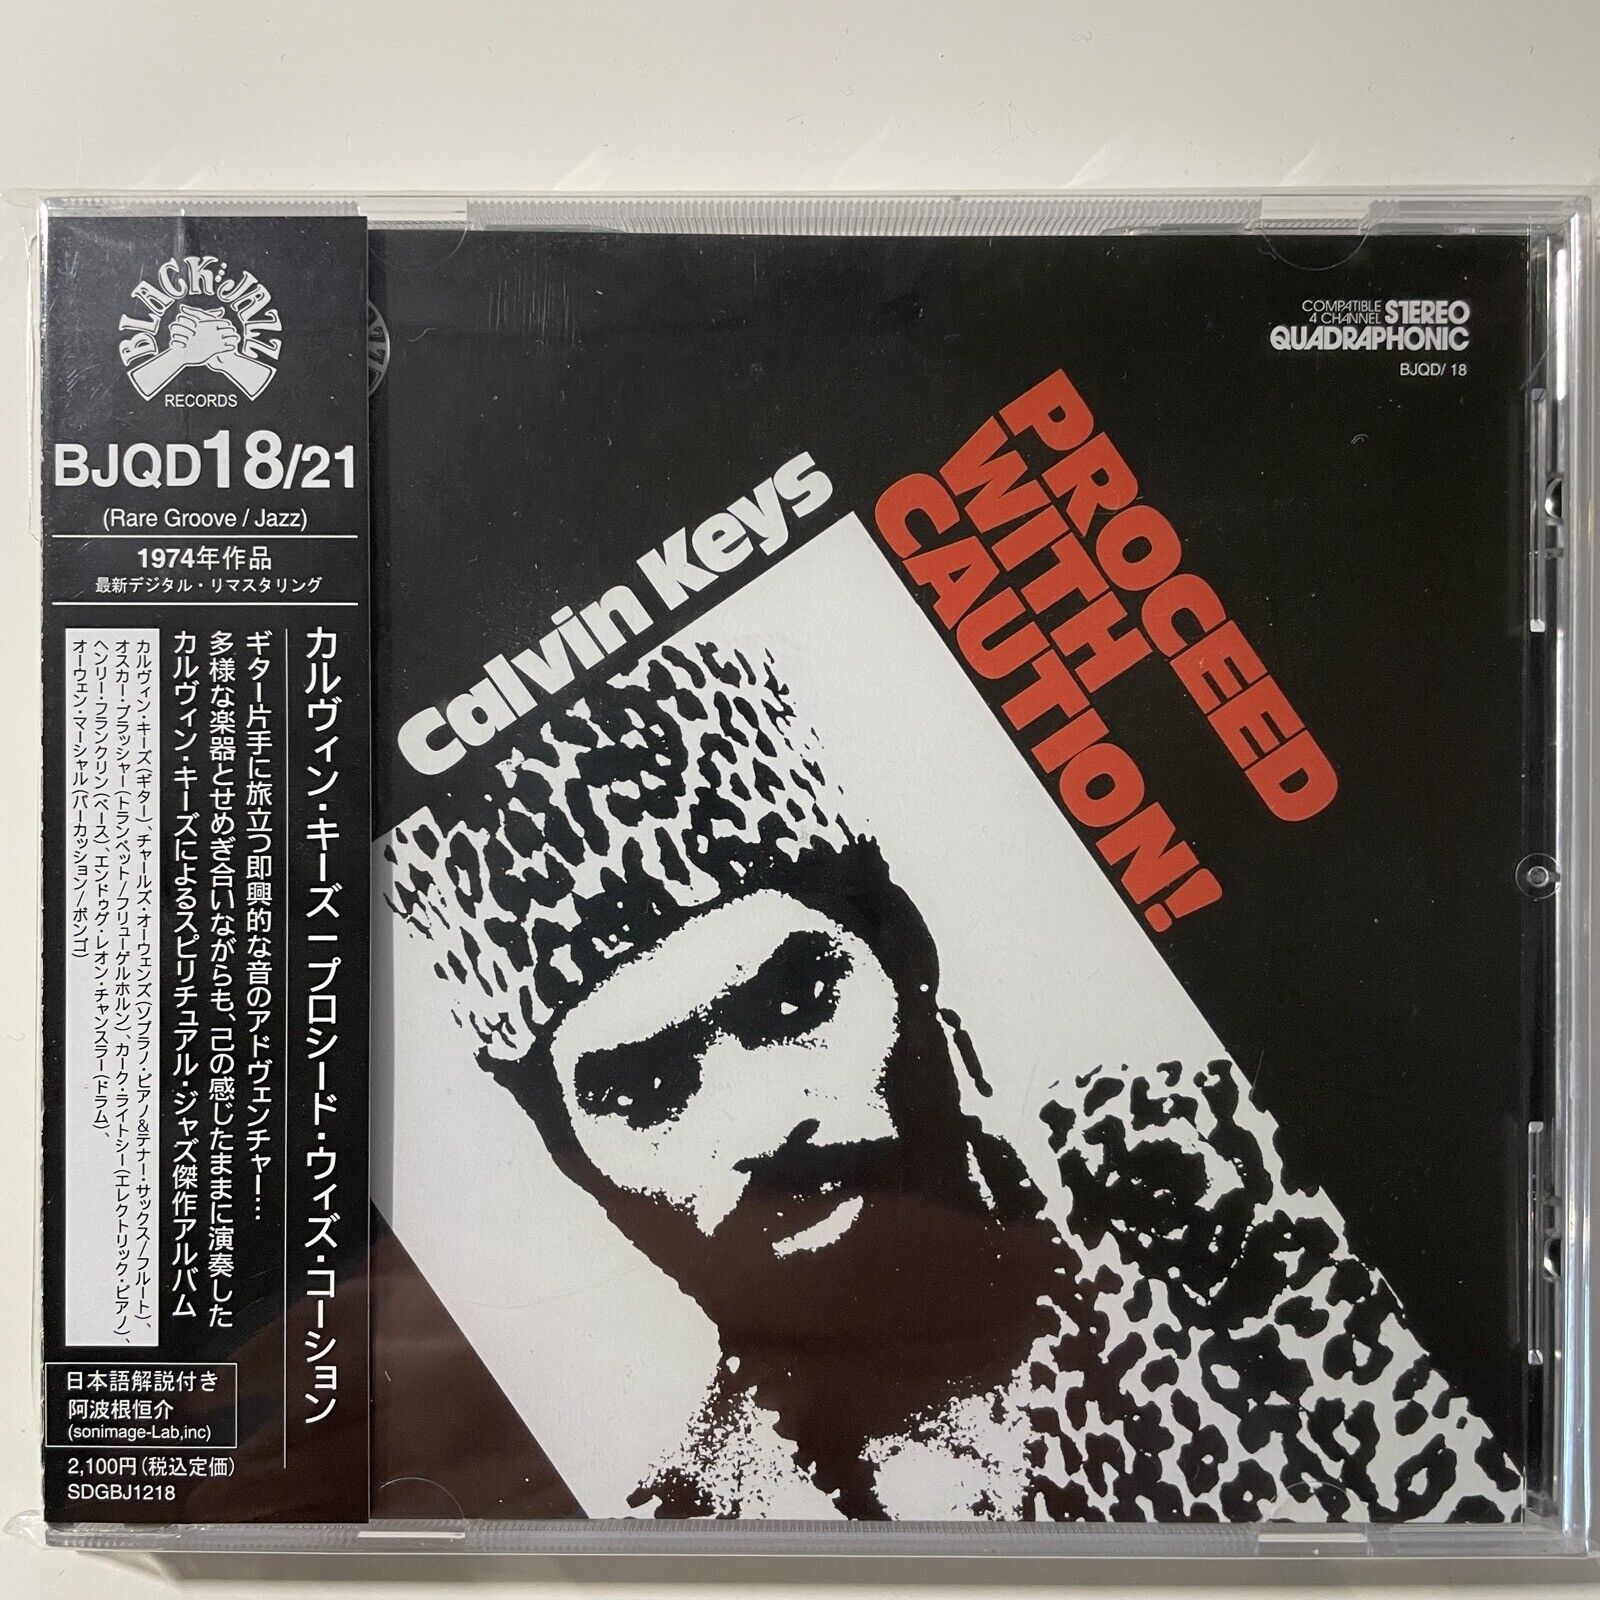 BLACK JAZZ
RECORDS
BJQD18/21
(Rare Groove / Jazz)
1974年作品
最新デジタル・リマスタリング
カルヴィン・キーズ｜プロシード・ウィズ・コーション
ギター片手に旅立つ即興的な音のアドヴェンチャー…
多様な楽器とせめぎ合いながらも、己の感じたままに演奏した
カルヴィン・キーズによるスピリチュアル・ジャズ傑作アルバム
カルヴィン・キーズ(ギター)、チャールズ・オーウェンズ(ソプラノ・ピアノ&テナー・サックス/フルート)、
オスカー・ブラッシャー(トランペット/フリューゲルホルン)、カーク・ライトシー(エレクトリック・ピアノ)、
ヘンリー・フランクリン(ベース)、エンドゥグ・レオン・チャンスラー(ドラム)、
オーウェン・マーシャル(パーカッション/ボンゴ)
日本語解説付き
阿波根恒介
(sonimage-Lab,inc)
2,100円(税込定価)
SDGBJ1218
COMPATIBLE
4 CHANNEL STEREO
QUADRAPHONIC
BJQD/ 18
Calvin Keys
PROCEED
WITH
CAUTION!